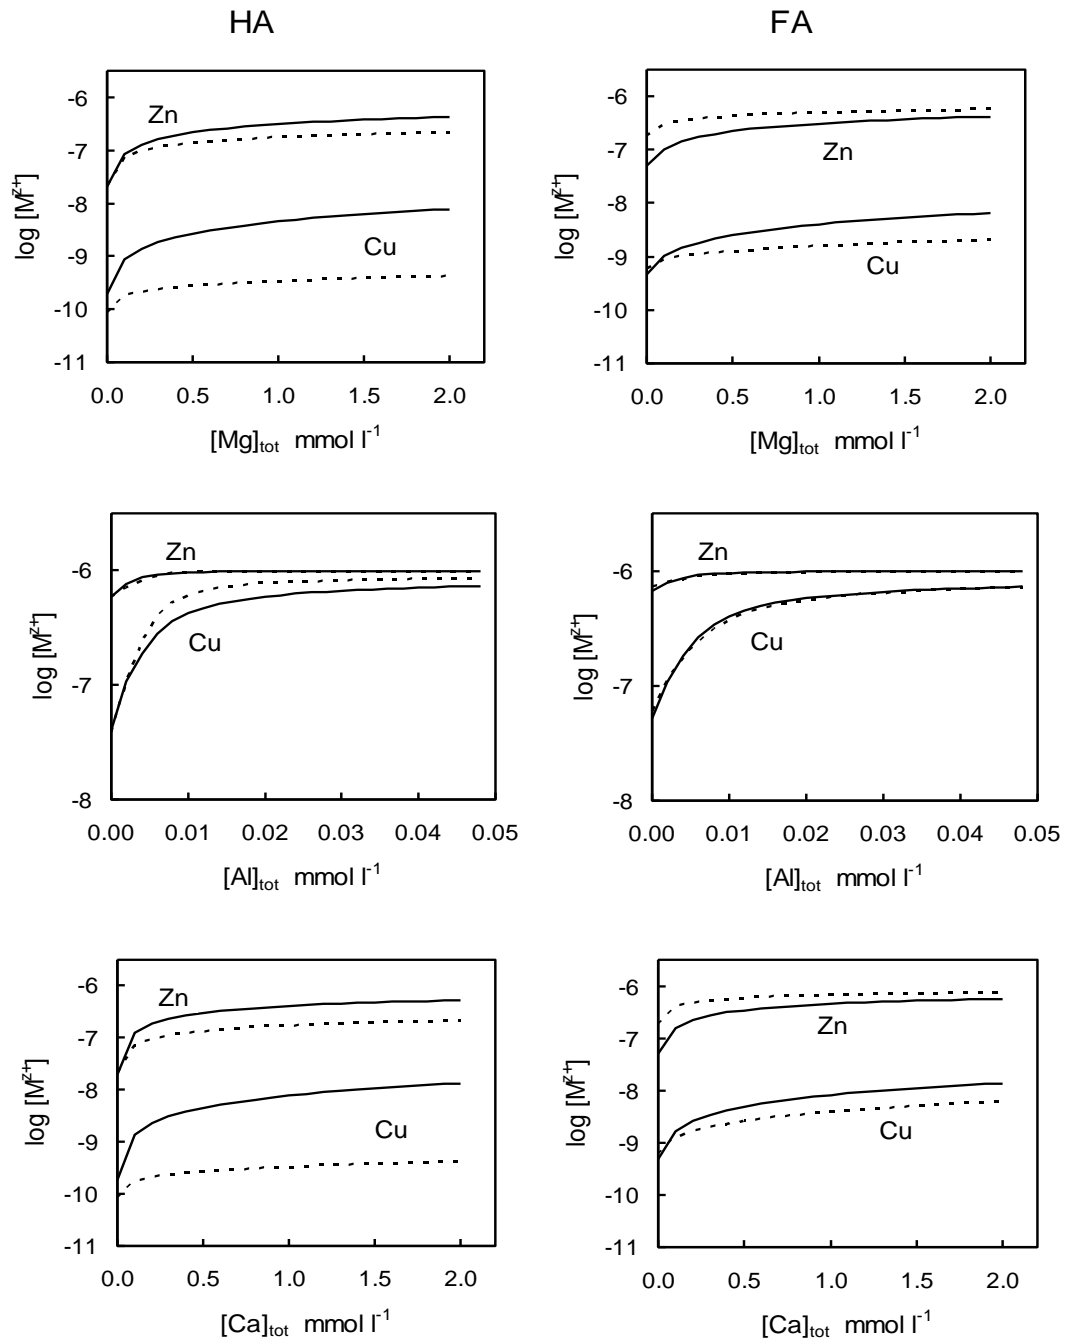 HA
FA
-6
-7
-8
-9
-10
-11
log [M^z+]
Zn
Cu
0.0 0.5 1.0 1.5 2.0
[Mg]tot mmol l^-1
-6
-7
-8
-9
-10
-11
log [M^z+]
Zn
Cu
0.0 0.5 1.0 1.5 2.0
[Mg]tot mmol l^-1
-6
-7
-8
log [M^z+]
Zn
Cu
0.00 0.01 0.02 0.03 0.04 0.05
[Al]tot mmol l^-1
-6
-7
-8
log [M^z+]
Zn
Cu
0.00 0.01 0.02 0.03 0.04 0.05
[Al]tot mmol l^-1
-6
-7
-8
-9
-10
-11
log [M^z+]
Zn
Cu
0.0 0.5 1.0 1.5 2.0
[Ca]tot mmol l^-1
-6
-7
-8
-9
-10
-11
log [M^z+]
Zn
Cu
0.0 0.5 1.0 1.5 2.0
[Ca]tot mmol l^-1